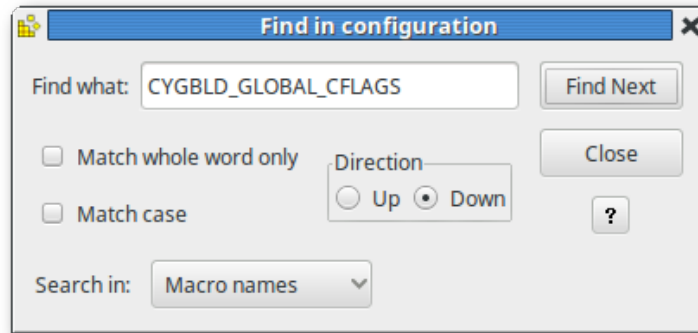 Find in configuration
Find what: CYGBLD_GLOBAL_CFLAGS
Find Next
Match whole word only
Direction
Close
Up Down
Match case
?
Search in: Macro names